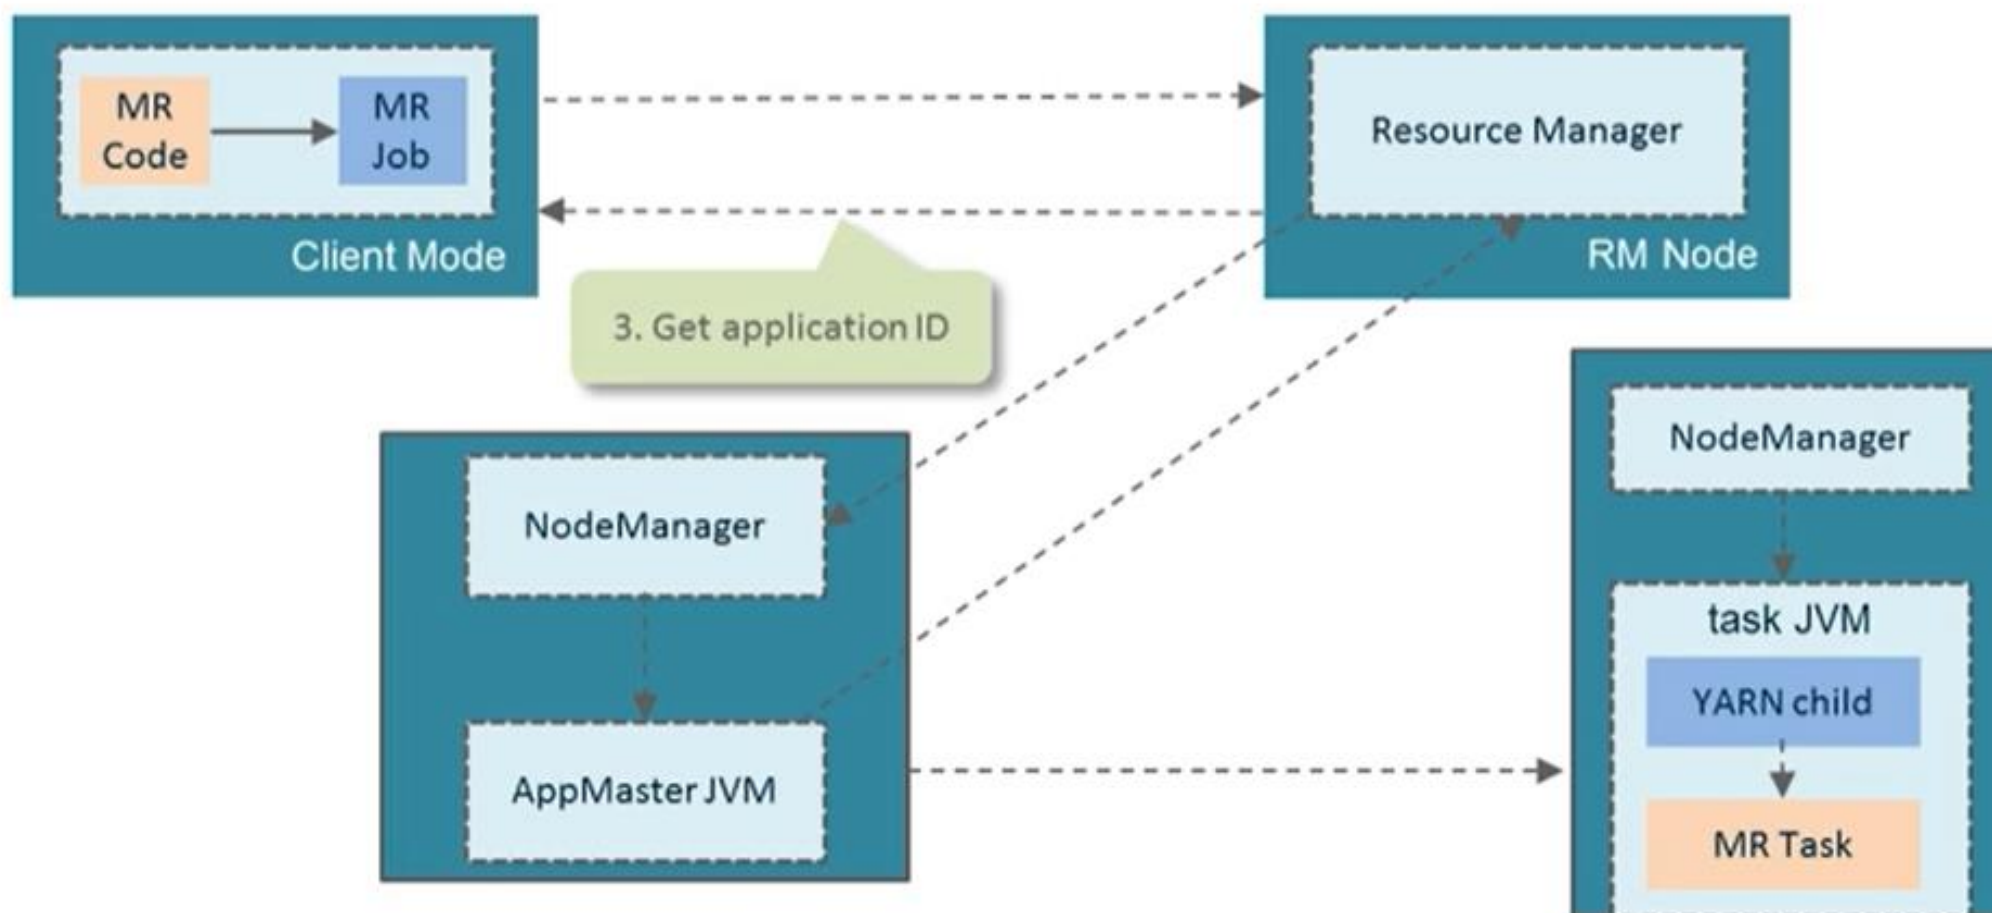 MR
Code
MR
Job
Client Mode
Resource Manager
RM Node
3. Get application ID
NodeManager
AppMaster JVM
NodeManager
task JVM
YARN child
MR Task